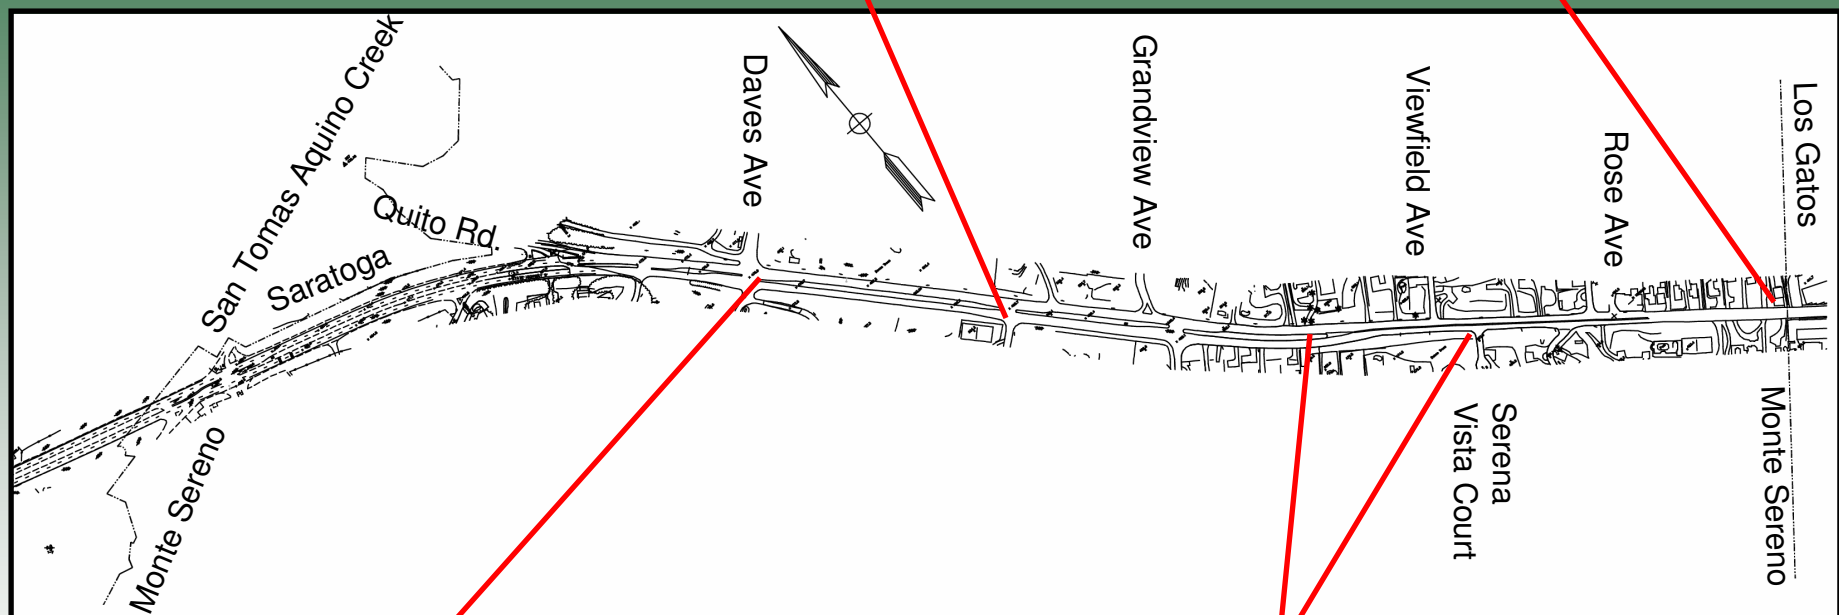 San Tomas Aquino Creek
Saratoga
Quito Rd.
Monte Sereno
Daves Ave
Grandview Ave
Viewfield Ave
Rose Ave
Los Gatos
Serena
Vista Court
Monte Sereno